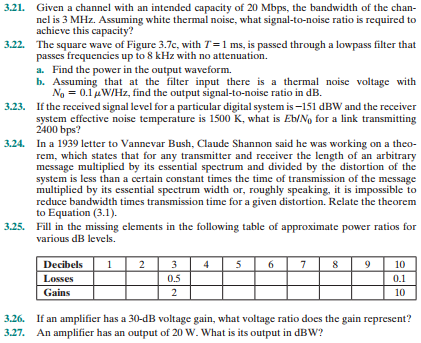 3.21. Given a channel with an intended capacity of 20 Mbps, the bandwidth of the chan-
nel is 3 MHz. Assuming white thermal noise, what signal-to-noise ratio is required to
achieve this capacity?
3.22. The square wave of Figure 3.7c, with T = 1 ms, is passed through a lowpass filter that
passes frequencies up to 8 kHz with no attenuation.
a. Find the power in the output waveform.
b. Assuming that at the filter input there is a thermal noise voltage with
N₀ = 0.1 μW/Hz, find the output signal-to-noise ratio in dB.
3.23. If the received signal level for a particular digital system is −151 dBW and the receiver
system effective noise temperature is 1500 K, what is Eb/N₀ for a link transmitting
2400 bps?
3.24. In a 1939 letter to Vannevar Bush, Claude Shannon said he was working on a theo-
rem, which states that for any transmitter and receiver the length of an arbitrary
message multiplied by its essential spectrum and divided by the distortion of the
system is less than a certain constant times the time of transmission of the message
multiplied by its essential spectrum width or, roughly speaking, it is impossible to
reduce bandwidth times transmission time for a given distortion. Relate the theorem
to Equation (3.1).
3.25. Fill in the missing elements in the following table of approximate power ratios for
various dB levels.
Decibels 1 2 3 4 5 6 7 8 9 10
Losses 0.5 0.1
Gains 2 10
3.26. If an amplifier has a 30-dB voltage gain, what voltage ratio does the gain represent?
3.27. An amplifier has an output of 20 W. What is its output in dBW?